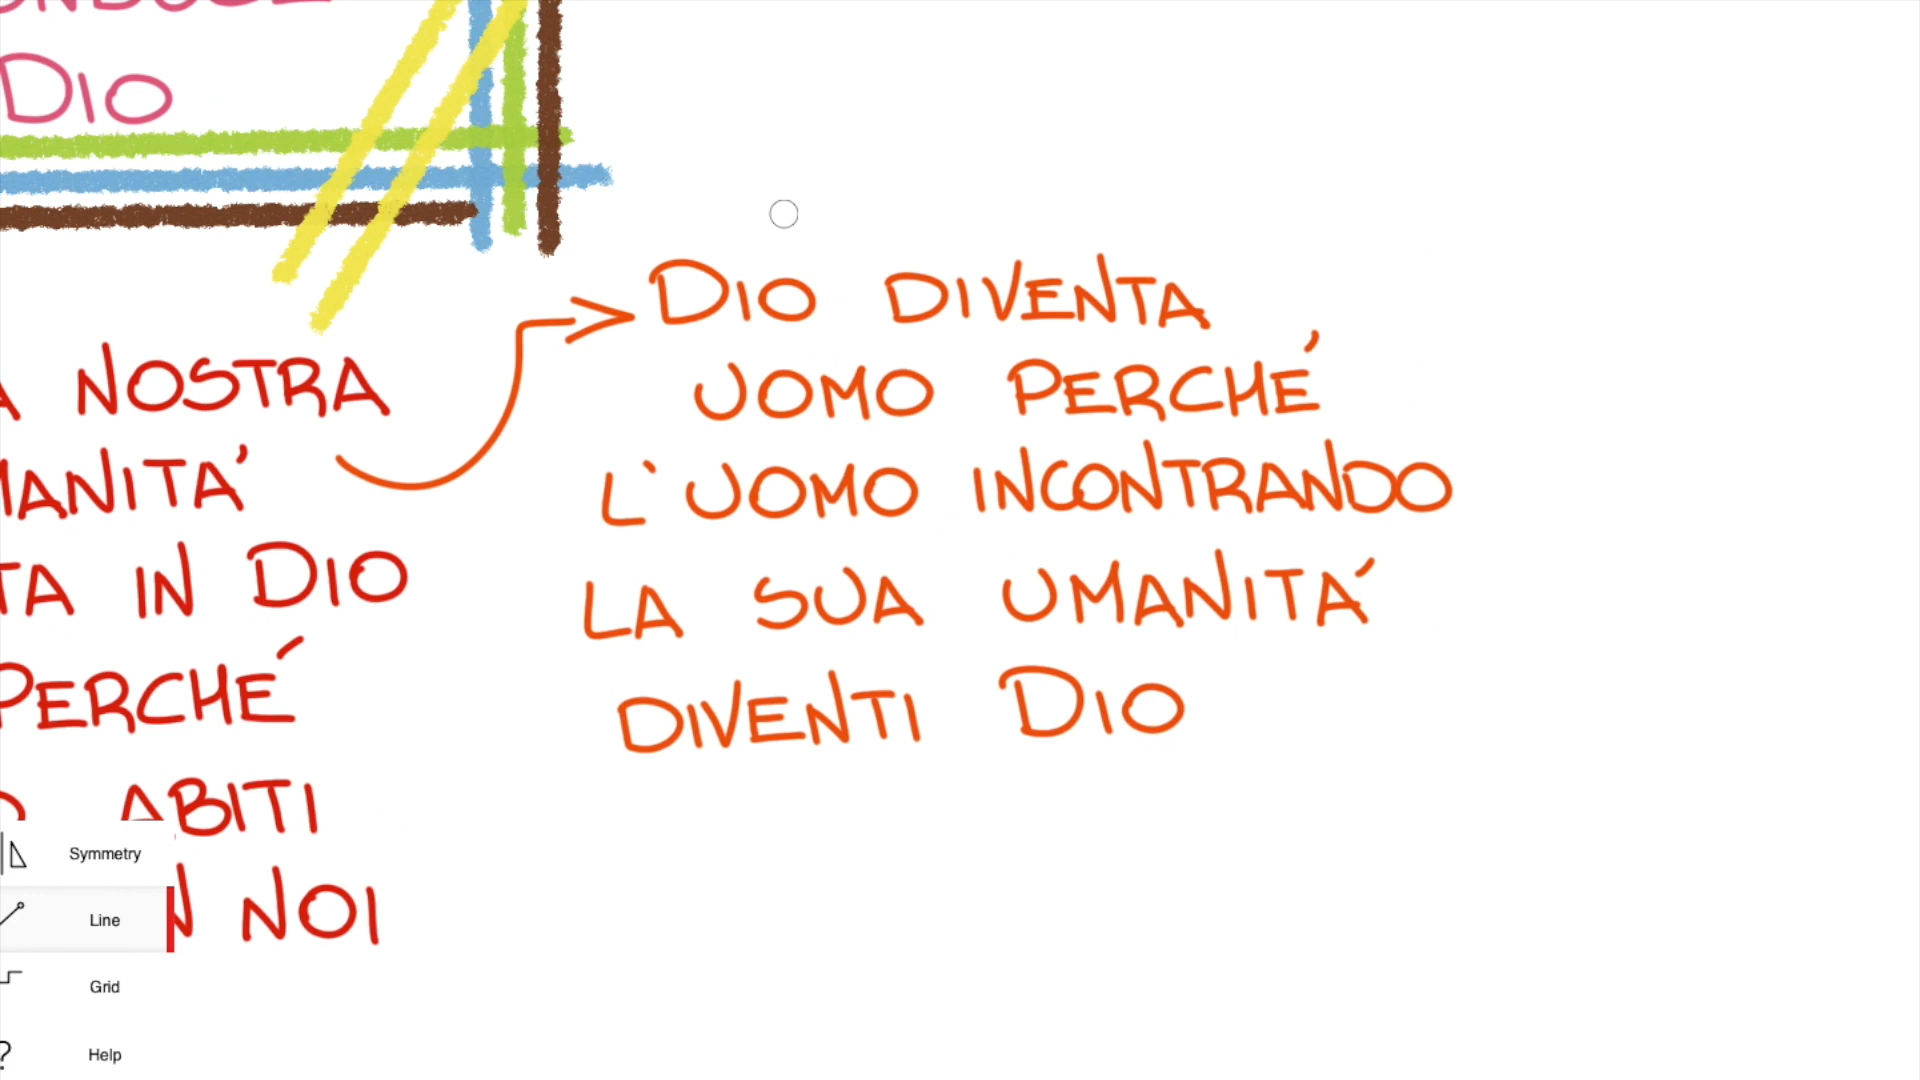 DIO
DIO DIVENTA
UOMO PERCHÉ
L'UOMO INCONTRANDO
LA SUA UMANITÁ
DIVENTI DIO
NOSTRA
IN DIO
PERCHÉ
ABITI
NOI
Symmetry
Line
Grid
Help